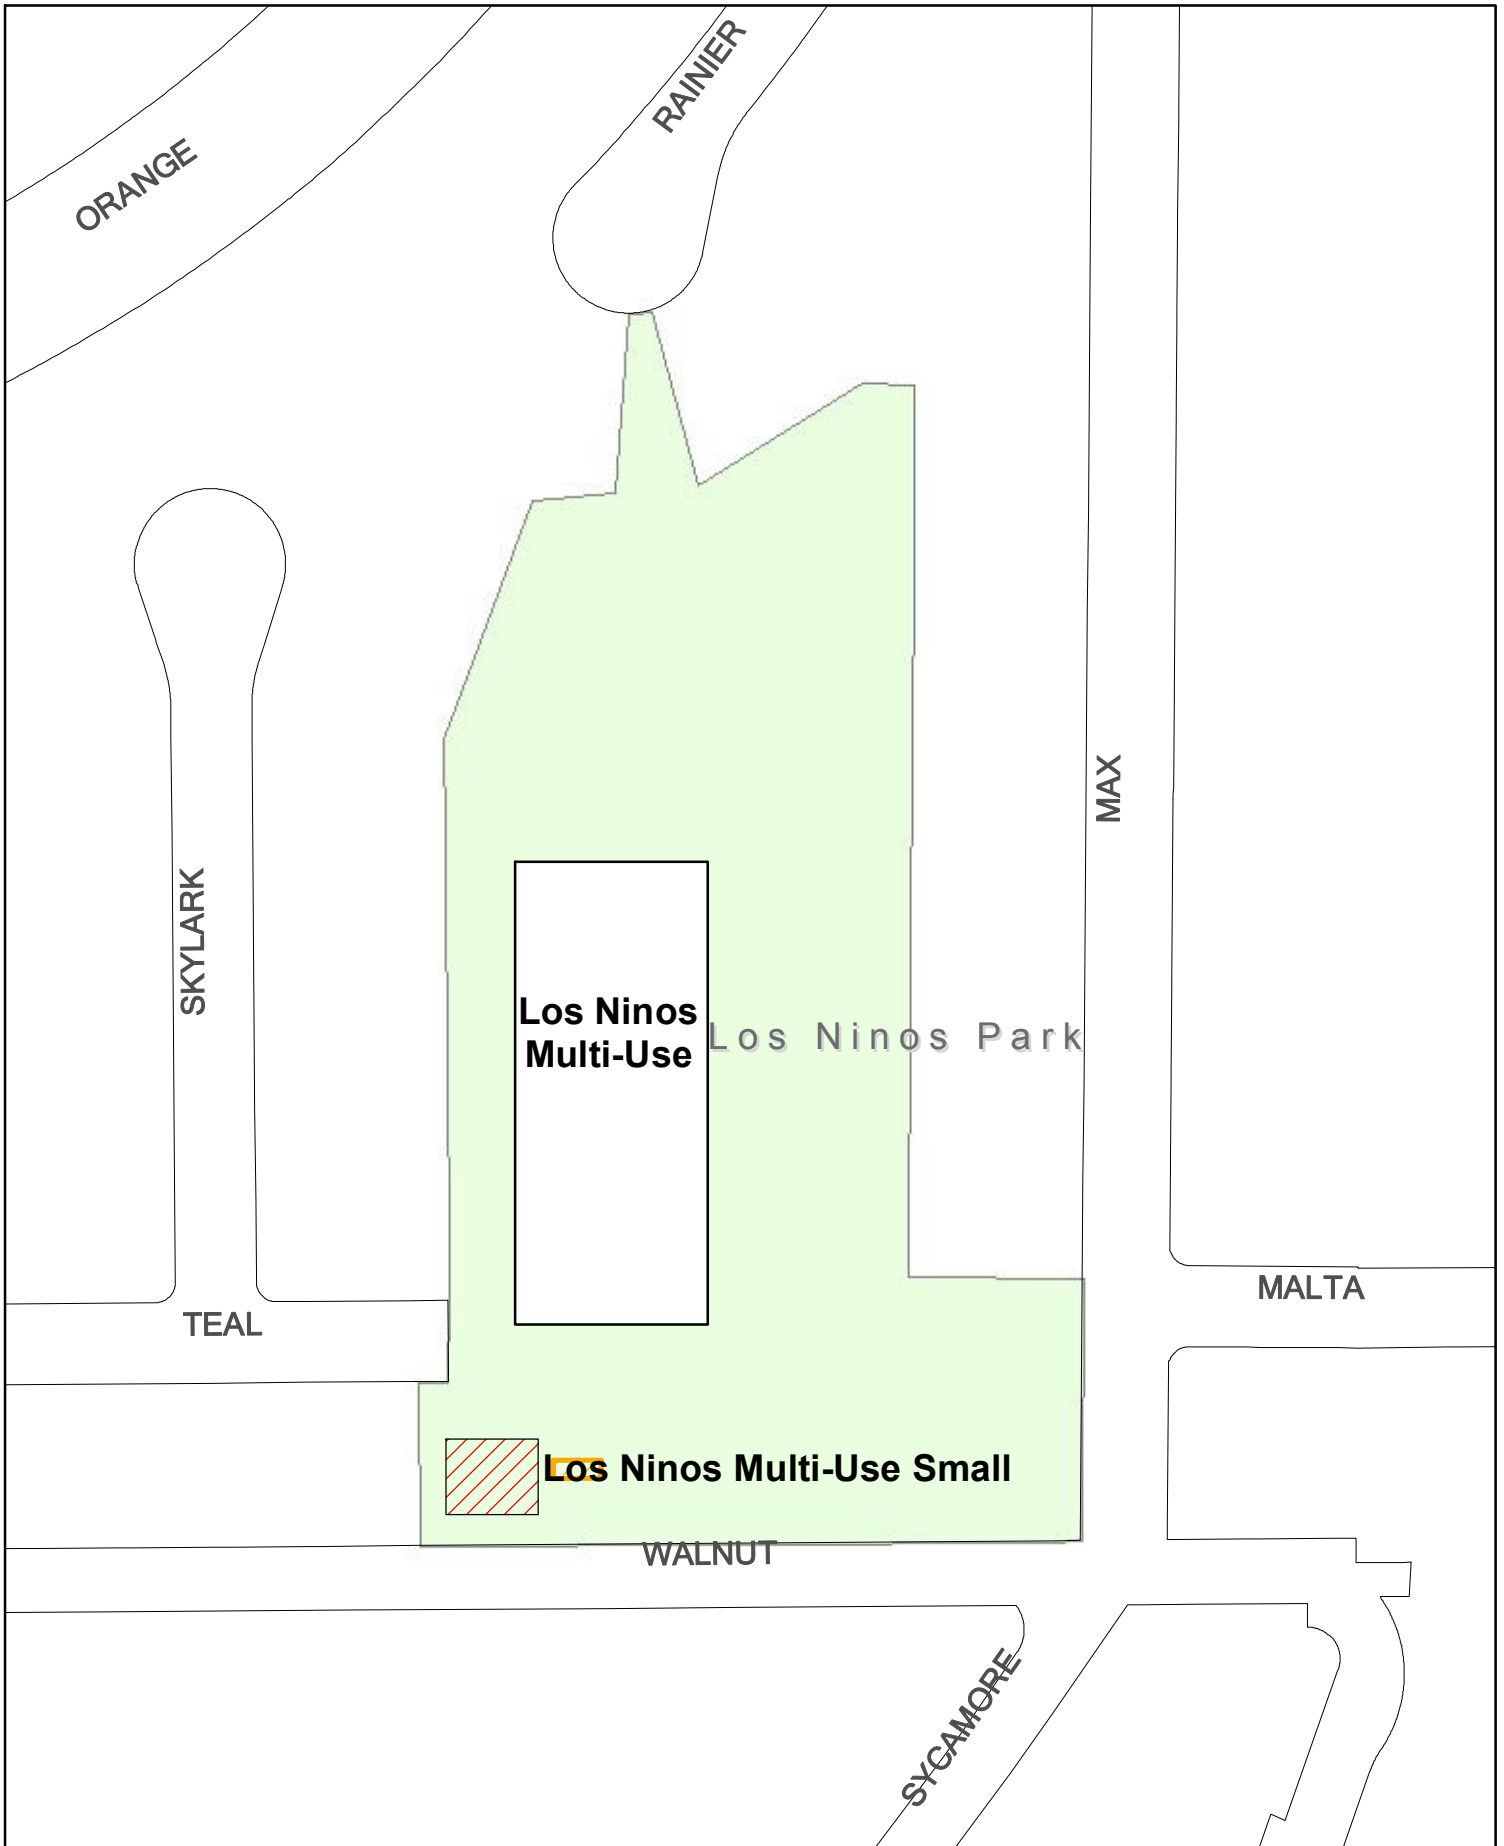 RAINIER
ORANGE
MAX
SKYLARK
Los Ninos
Multi-Use
Los Ninos Park
MALTA
TEAL
Los Ninos Multi-Use Small
WALNUT
SYCAMORE